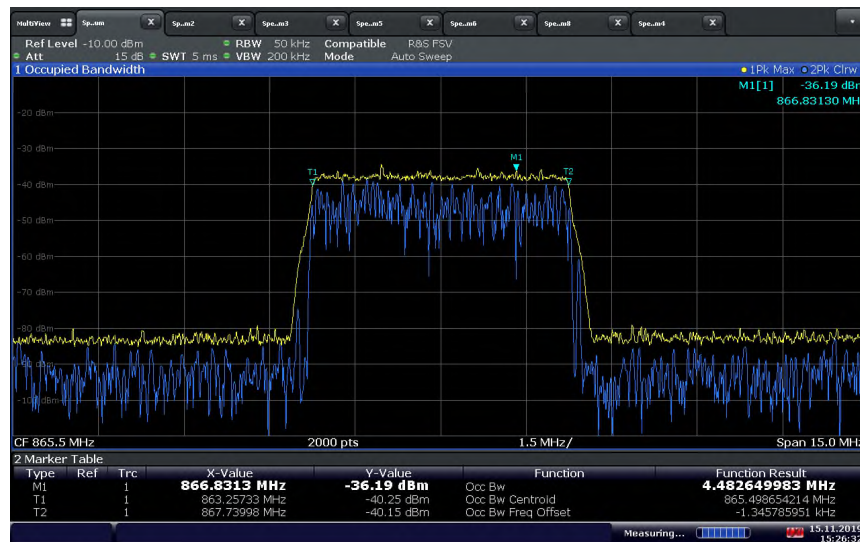 MultiView Sp..um X Sp..m2 X Spe..m3 X Spe..m5 X Spe..m6 X Spe..m8 X Spe..m4 X
Ref Level -10.00 dBm RBW 50 kHz Compatible R&S FSV
Att 15 dB SWT 5 ms VBW 200 kHz Mode Auto Sweep
1 Occupied Bandwidth 1Pk Max 2Pk Clrw
M1[1] -36.19 dBm
866.83130 MH
-20 dBm
-30 dBm
M1
T1 T2
-40 dBm
-50 dBm
-60 dBm
-70 dBm
-80 dBm
CF 865.5 MHz 2000 pts 1.5 MHz/ Span 15.0 MHz
2 Marker Table
Type Ref Trc X-Value Y-Value Function Function Result
M1 1 866.8313 MHz -36.19 dBm Occ Bw 4.482649983 MHz
T1 1 863.25733 MHz -40.25 dBm Occ Bw Centroid 865.498654214 MHz
T2 1 867.73998 MHz -40.15 dBm Occ Bw Freq Offset -1.345785951 kHz
Measuring... 15.11.2019
15:26:32